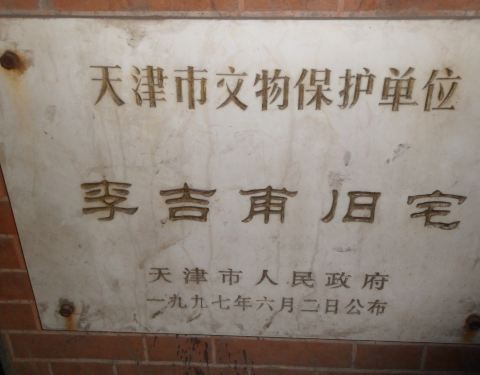 天津市文物保护单位
李吉甫旧宅
天津市人民政府
一九九七年六月二日公布